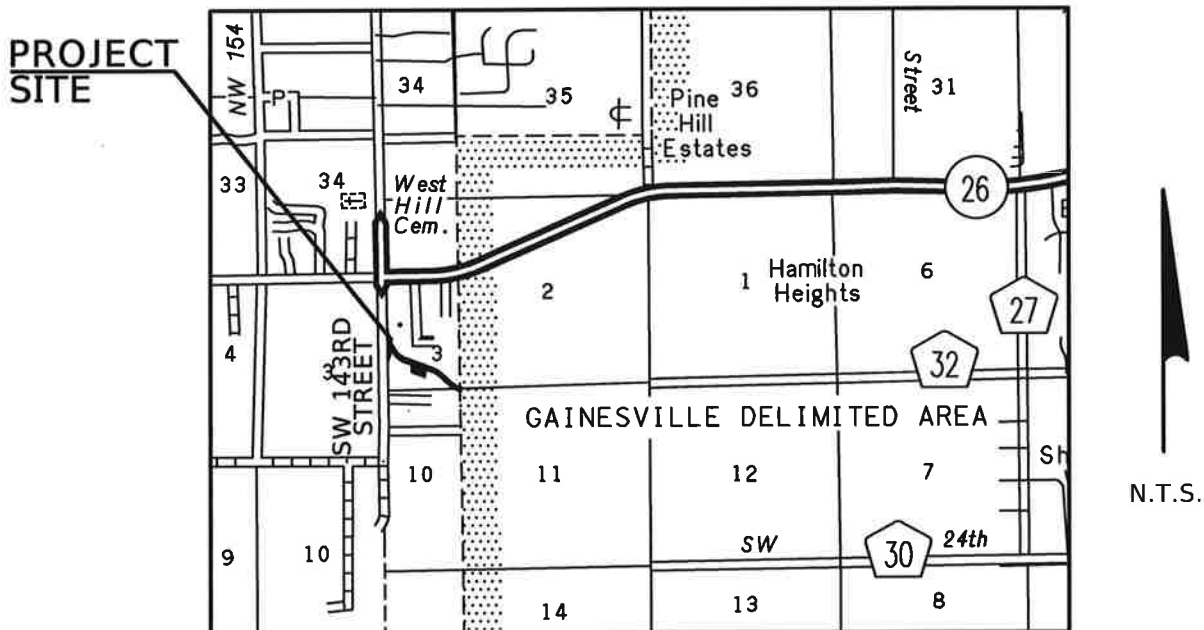 PROJECT
SITE
NW 154
P
34
35
Pine
Hill
Estates
36
Street
31
33
34
West
Hill
Cem.
26
2
1
Hamilton
Heights
6
27
4
3
SW 143RD
STREET
3
32
GAINESVILLE DELIMITED AREA
10
11
12
7
Sh
N.T.S.
9
10
SW
30
24th
14
13
8